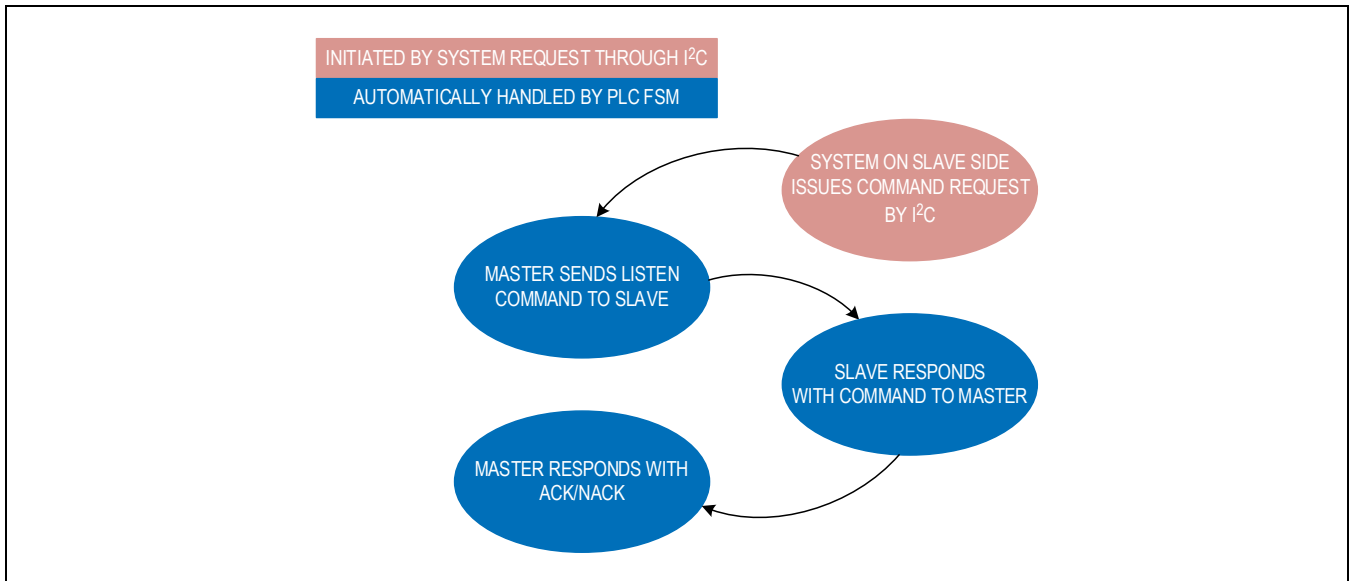 INITIATED BY SYSTEM REQUEST THROUGH I²C
AUTOMATICALLY HANDLED BY PLC FSM
SYSTEM ON SLAVE SIDE
ISSUES COMMAND REQUEST
BY I²C
MASTER SENDS LISTEN
COMMAND TO SLAVE
SLAVE RESPONDS
WITH COMMAND TO MASTER
MASTER RESPONDS WITH
ACK/NACK